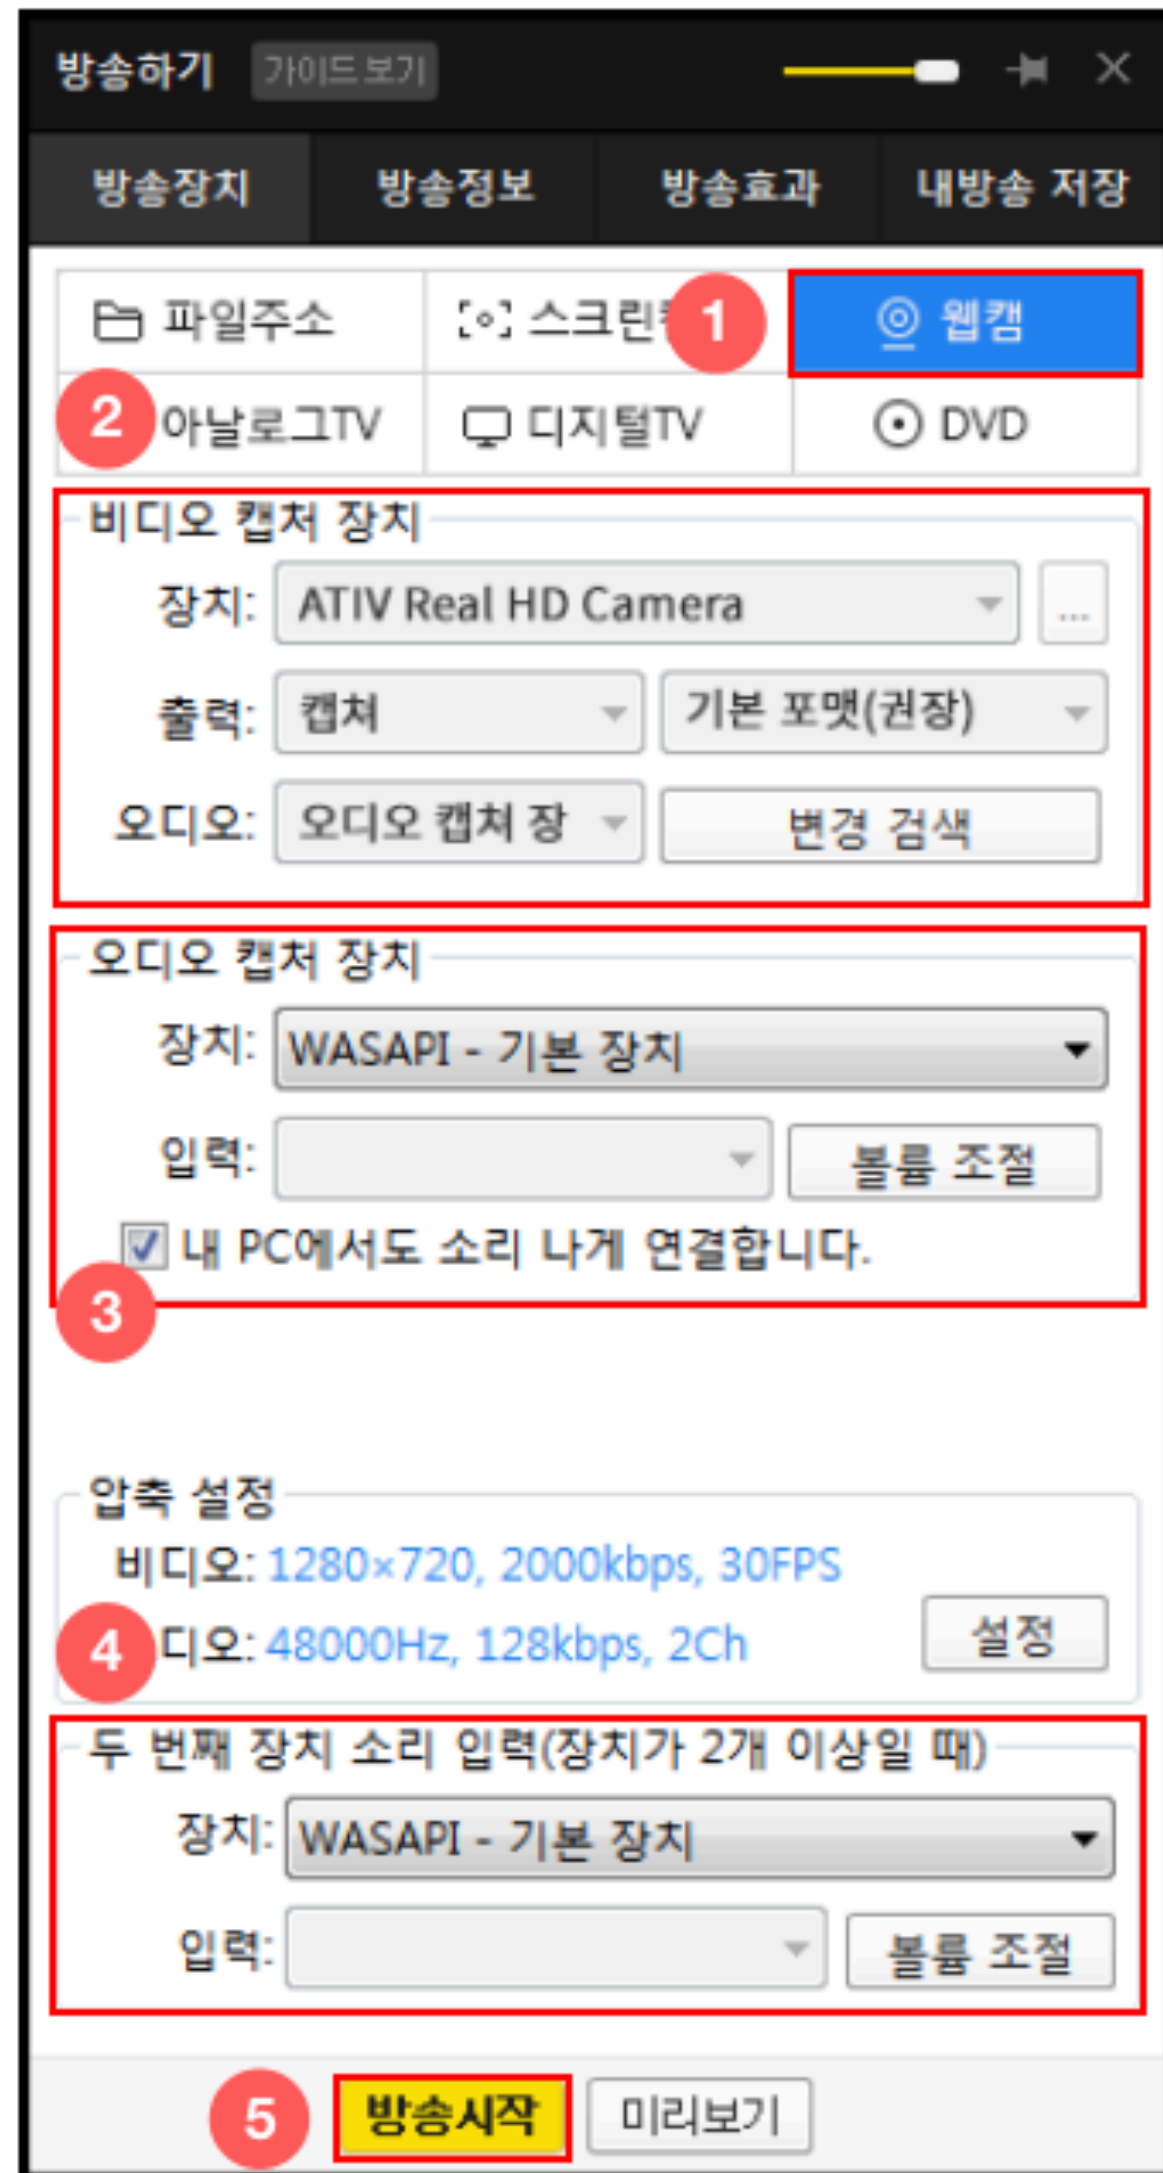 방송하기 가이드 보기
방송장치 방송정보 방송효과 내방송 저장
파일주소 스크린 1 웹캠
2 아날로그TV 디지털TV DVD
비디오 캡처 장치
장치: ATIV Real HD Camera ...
출력: 캡쳐 기본 포맷(권장)
오디오: 오디오 캡쳐 장 변경 검색
오디오 캡처 장치
장치: WASAPI - 기본 장치
입력: 볼륨 조절
내 PC에서도 소리 나게 연결합니다.
3
압축 설정
비디오: 1280×720, 2000kbps, 30FPS
4 디오: 48000Hz, 128kbps, 2Ch 설정
두 번째 장치 소리 입력(장치가 2개 이상일 때)
장치: WASAPI - 기본 장치
입력: 볼륨 조절
5 방송시작 미리보기